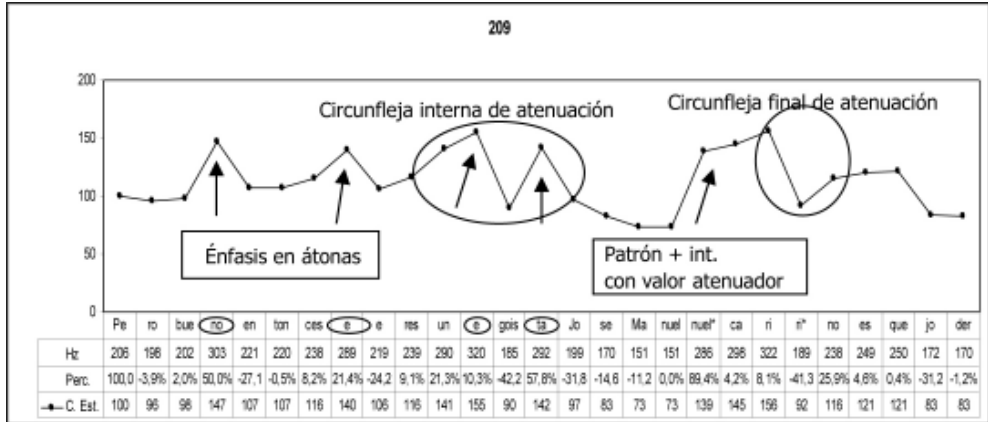 209
200
Circunfleja interna de atenuación
Circunfleja final de atenuación
150
100
Énfasis en átonas
Patrón + int.
con valor atenuador
50
0
Pe ro bue no en ton ces e e res un e gois ta Jo se Ma nuel nuel* ca ri ri* no es que jo der
Hz 206 198 202 303 221 220 238 289 219 239 290 320 185 292 199 170 151 151 286 298 322 189 238 249 250 172 170
Perc. 100,0 -3,9% 2,0% 50,0% -27,1 -0,5% 8,2% 21,4% -24,2 9,1% 21,3% 10,3% -42,2 57,8% -31,8 -14,6 -11,2 0,0% 89,4% 4,2% 8,1% -41,3 25,9% 4,6% 0,4% -31,2 -1,2%
C. Est. 100 96 98 147 107 107 116 140 106 116 141 155 90 142 97 83 73 73 139 145 156 92 116 121 121 83 83